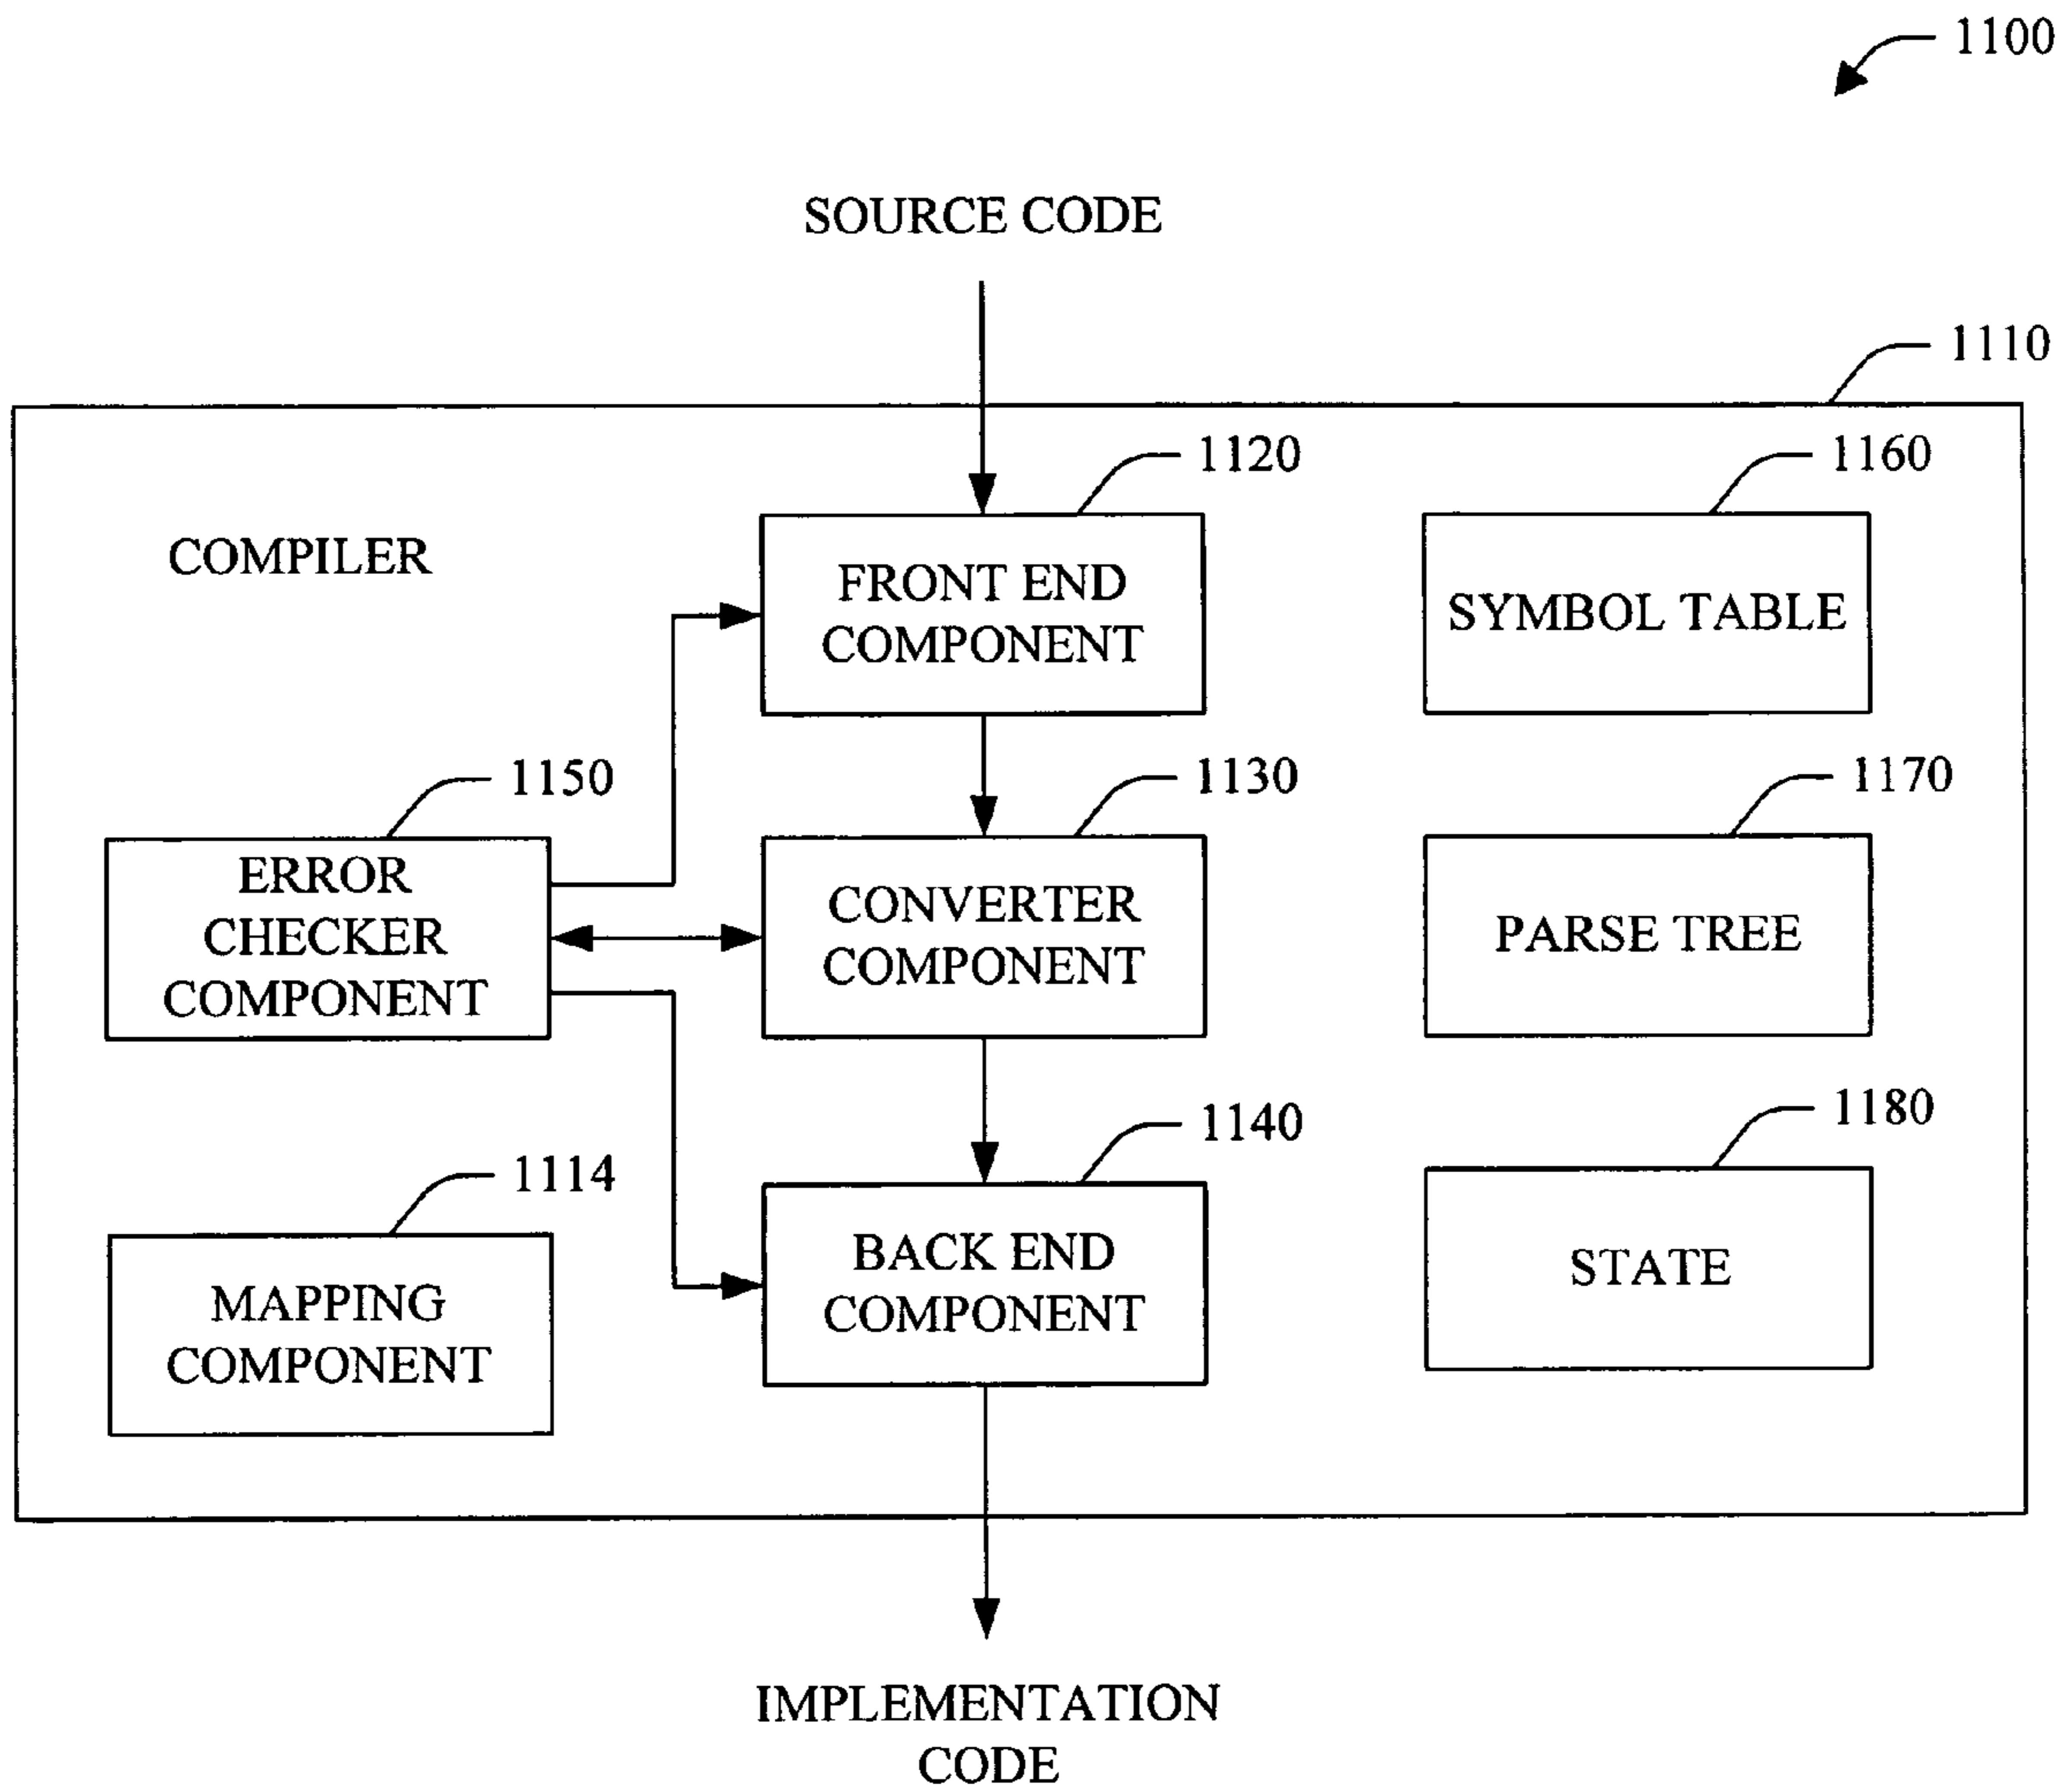 1100
SOURCE CODE
1110
1120
1160
COMPILER
FRONT END
COMPONENT
SYMBOL TABLE
1150
1130
1170
ERROR
CHECKER
COMPONENT
CONVERTER
COMPONENT
PARSE TREE
1114
1140
1180
MAPPING
COMPONENT
BACK END
COMPONENT
STATE
IMPLEMENTATION
CODE